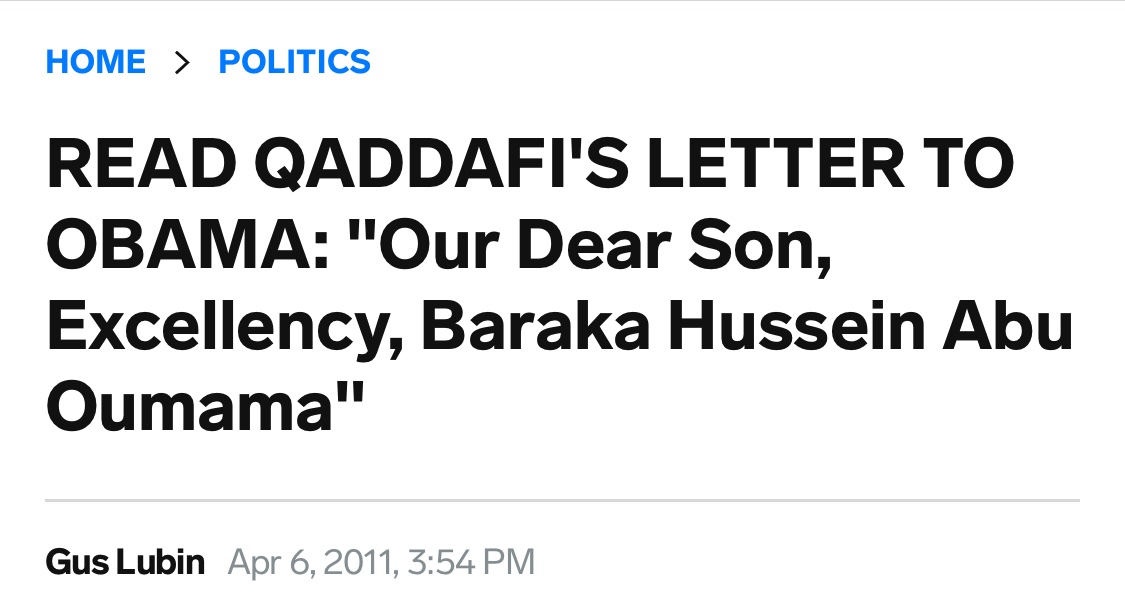 HOME > POLITICS
READ QADDAFI'S LETTER TO
OBAMA: "Our Dear Son,
Excellency, Baraka Hussein Abu
Oumama"
Gus Lubin Apr 6, 2011, 3:54 PM